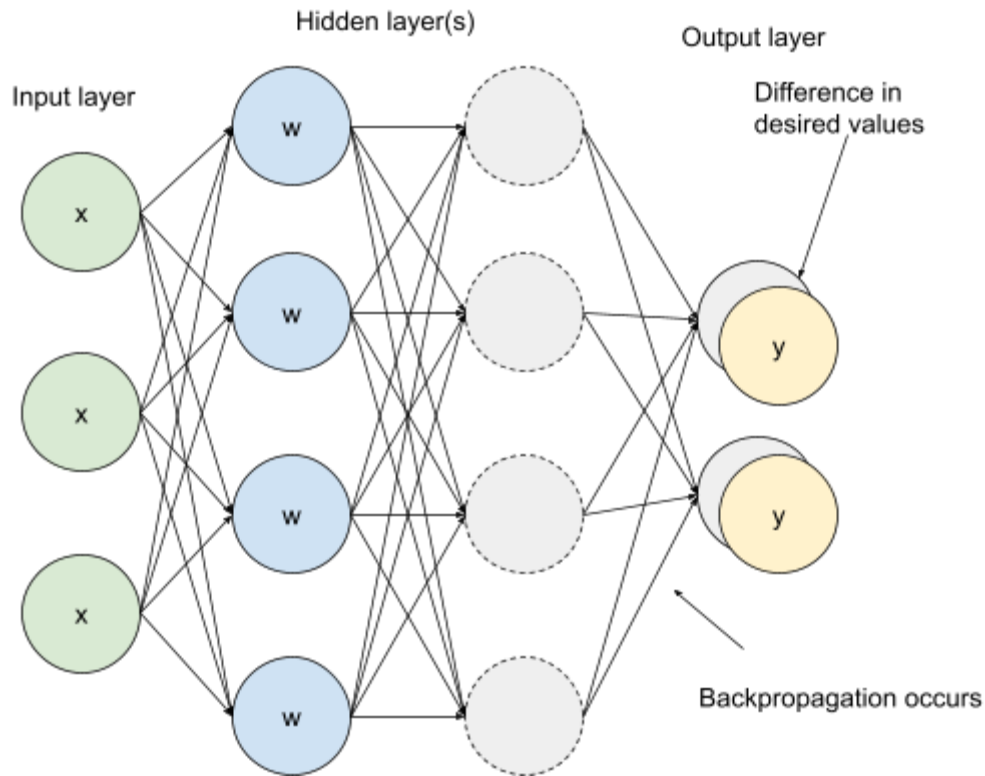 Hidden layer(s)
Output layer
Input layer
Difference in
desired values
w
x
w
y
x
w
y
x
w
Backpropagation occurs